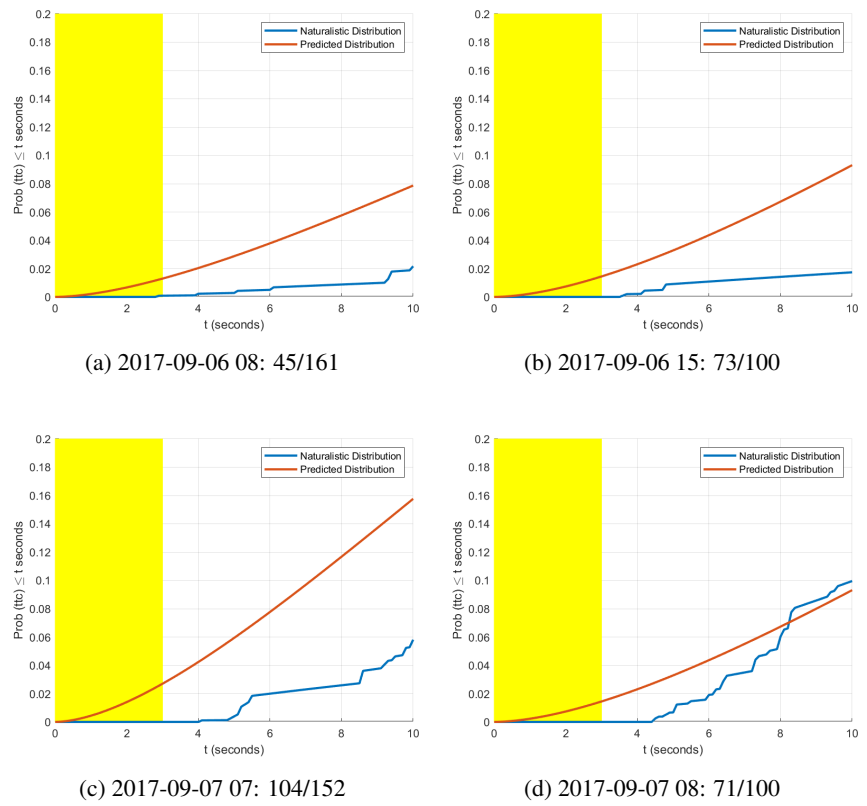 0.2
0.18
0.16
0.14
0.12
0.1
0.08
0.06
0.04
0.02
0
Prob (ttc) ≤ t seconds
Naturalistic Distribution
Predicted Distribution
0 2 4 6 8 10
t (seconds)
(a) 2017-09-06 08: 45/161
0.2
0.18
0.16
0.14
0.12
0.1
0.08
0.06
0.04
0.02
0
Prob (ttc) ≤ t seconds
Naturalistic Distribution
Predicted Distribution
0 2 4 6 8 10
t (seconds)
(b) 2017-09-06 15: 73/100
0.2
0.18
0.16
0.14
0.12
0.1
0.08
0.06
0.04
0.02
0
Prob (ttc) ≤ t seconds
Naturalistic Distribution
Predicted Distribution
0 2 4 6 8 10
t (seconds)
(c) 2017-09-07 07: 104/152
0.2
0.18
0.16
0.14
0.12
0.1
0.08
0.06
0.04
0.02
0
Prob (ttc) ≤ t seconds
Naturalistic Distribution
Predicted Distribution
0 2 4 6 8 10
t (seconds)
(d) 2017-09-07 08: 71/100